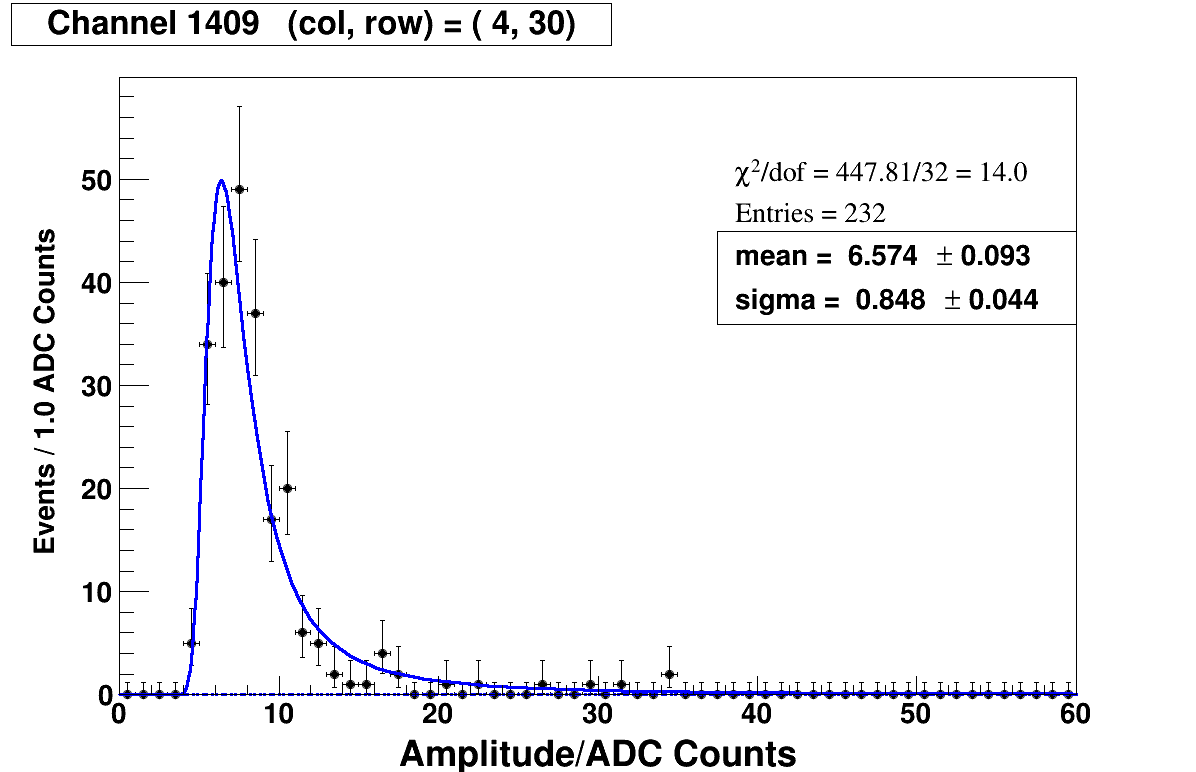 Channel 1409 (col, row) = ( 4, 30)
χ²/dof = 447.81/32 = 14.0
Entries = 232
mean = 6.574 ± 0.093
sigma = 0.848 ± 0.044
Events / 1.0 ADC Counts
50
40
30
20
10
0
0 10 20 30 40 50 60
Amplitude/ADC Counts